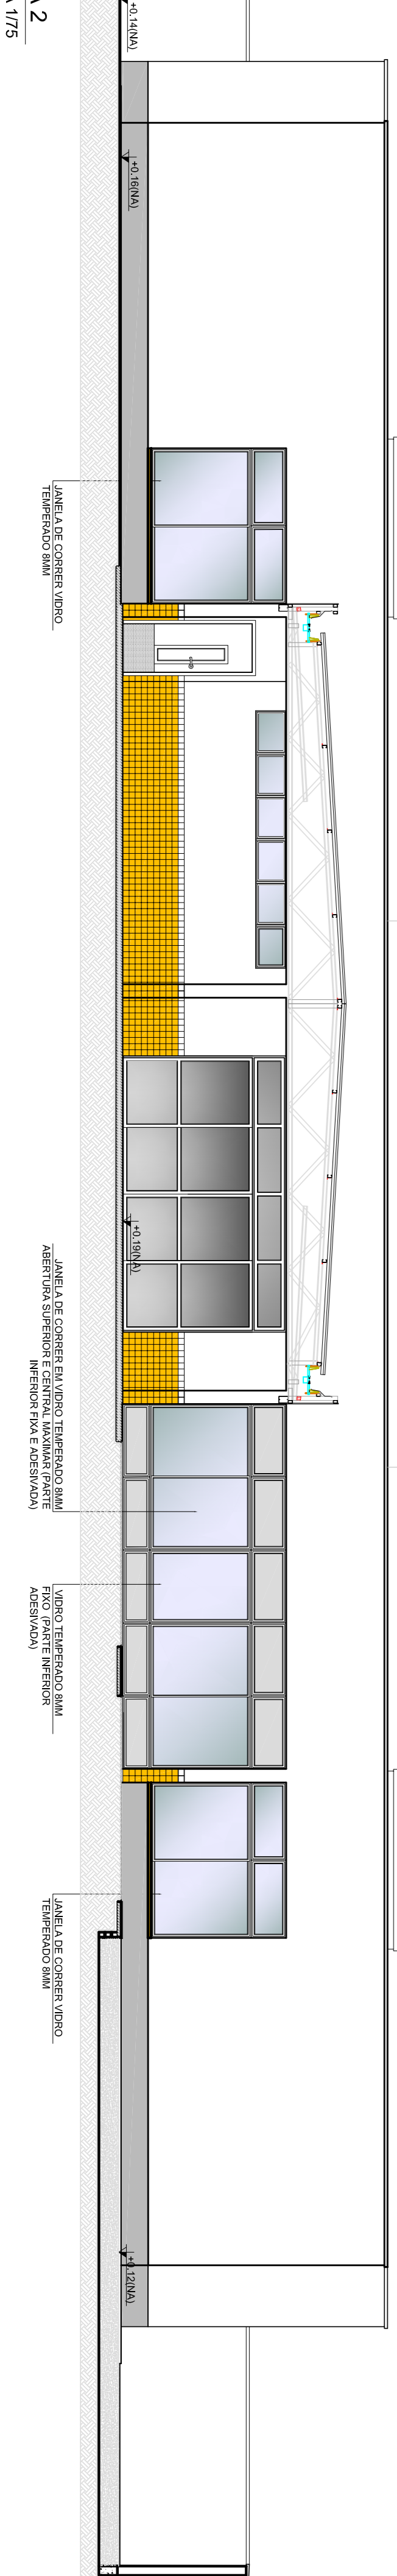 +0.14(NA)
+0.16(NA)
JANELA DE CORRER VIDRO
TEMPERADO 8MM
+0.19(NA)
JANELA DE CORRER EM VIDRO TEMPERADO 8MM
ABERTURA SUPERIOR E CENTRAL MAXIMAR (PARTE
INFERIOR FIXA E ADESIVADA)
VIDRO TEMPERADO 8MM
FIXO (PARTE INFERIOR
ADESIVADA)
JANELA DE CORRER VIDRO
TEMPERADO 8MM
+0.12(NA)
A 2
A 1/75